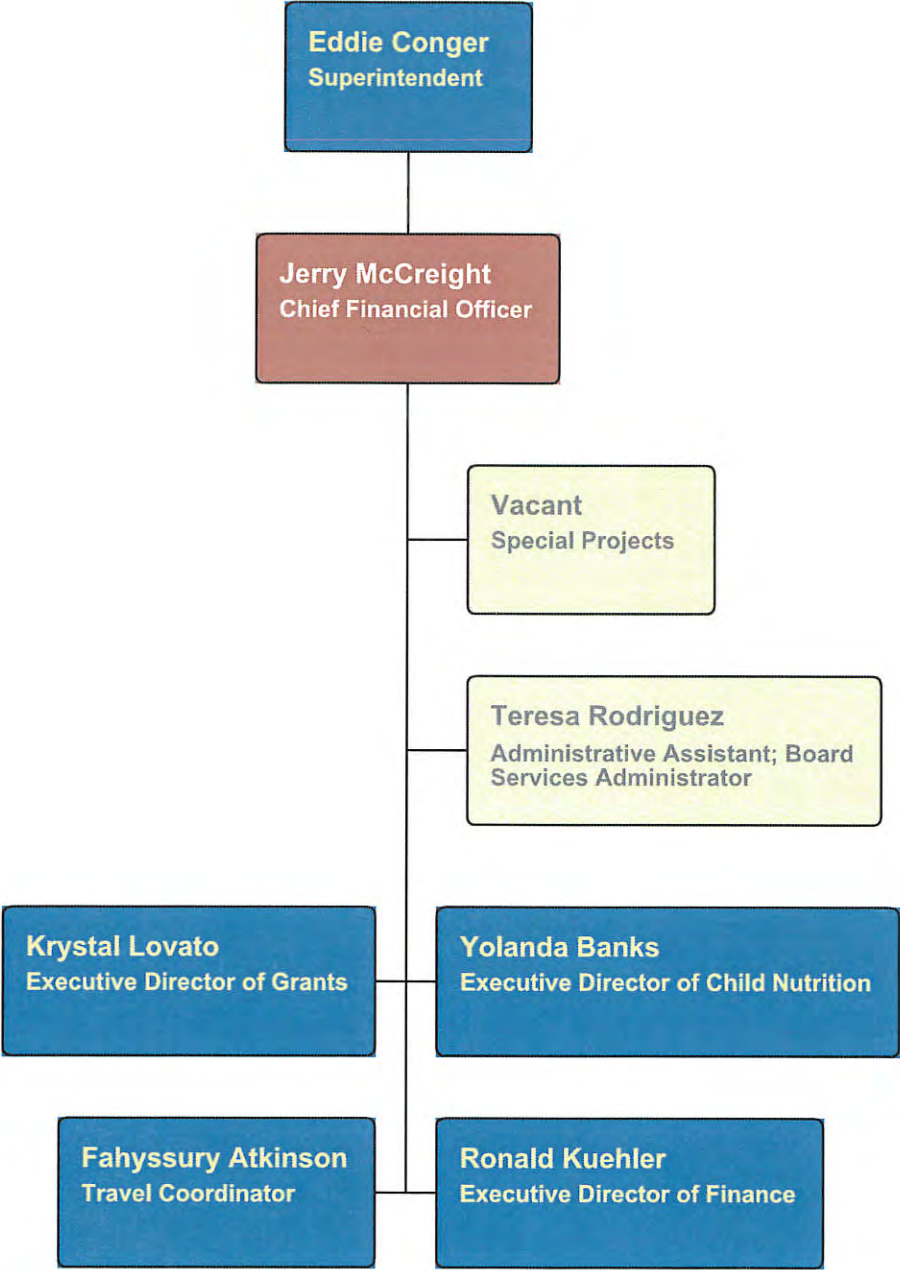 Eddie Conger
Superintendent
Jerry McCreight
Chief Financial Officer
Vacant
Special Projects
Teresa Rodriguez
Administrative Assistant; Board
Services Administrator
Krystal Lovato
Executive Director of Grants
Yolanda Banks
Executive Director of Child Nutrition
Fahyssury Atkinson
Travel Coordinator
Ronald Kuehler
Executive Director of Finance